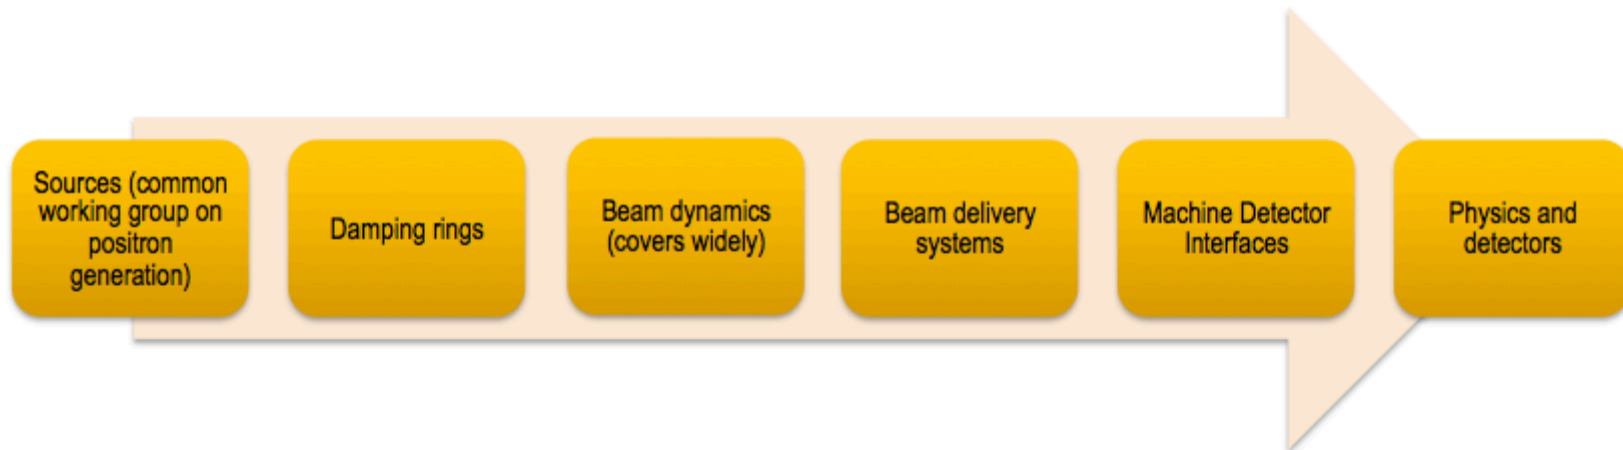 Sources (common
working group on
positron
generation)
Damping rings
Beam dynamics
(covers widely)
Beam delivery
systems
Machine Detector
Interfaces
Physics and
detectors